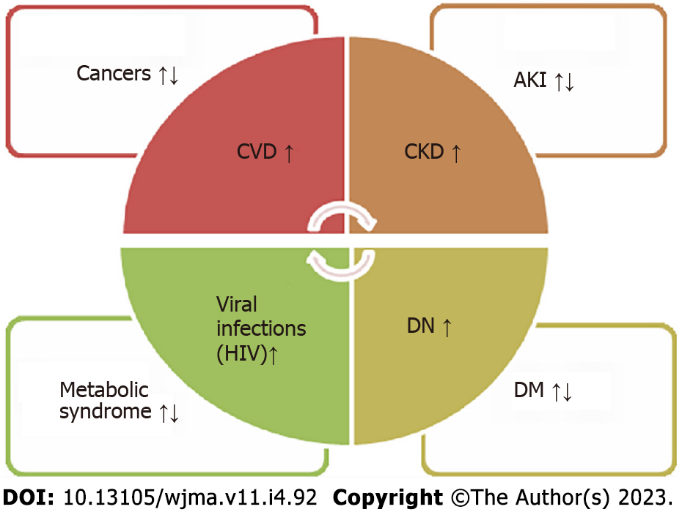 Cancers ↑↓
AKI ↑↓
CVD ↑
CKD ↑
Viral
infections
(HIV)↑
DN ↑
Metabolic
syndrome ↑↓
DM ↑↓
DOI: 10.13105/wjma.v11.i4.92 Copyright ©The Author(s) 2023.